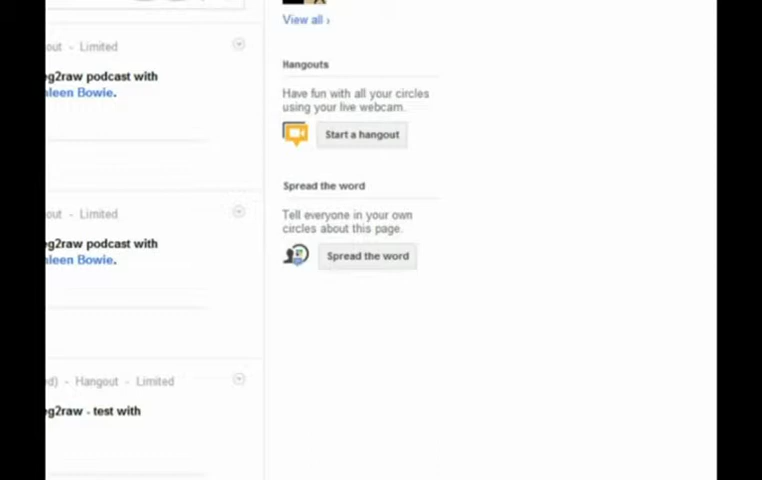 View all ›
out - Limited
eg2raw podcast with
hleen Bowie.
out - Limited
eg2raw podcast with
hleen Bowie.
d) - Hangout - Limited
eg2raw - test with
Hangouts
Have fun with all your circles
using your live webcam.
Start a hangout
Spread the word
Tell everyone in your own
circles about this page.
Spread the word